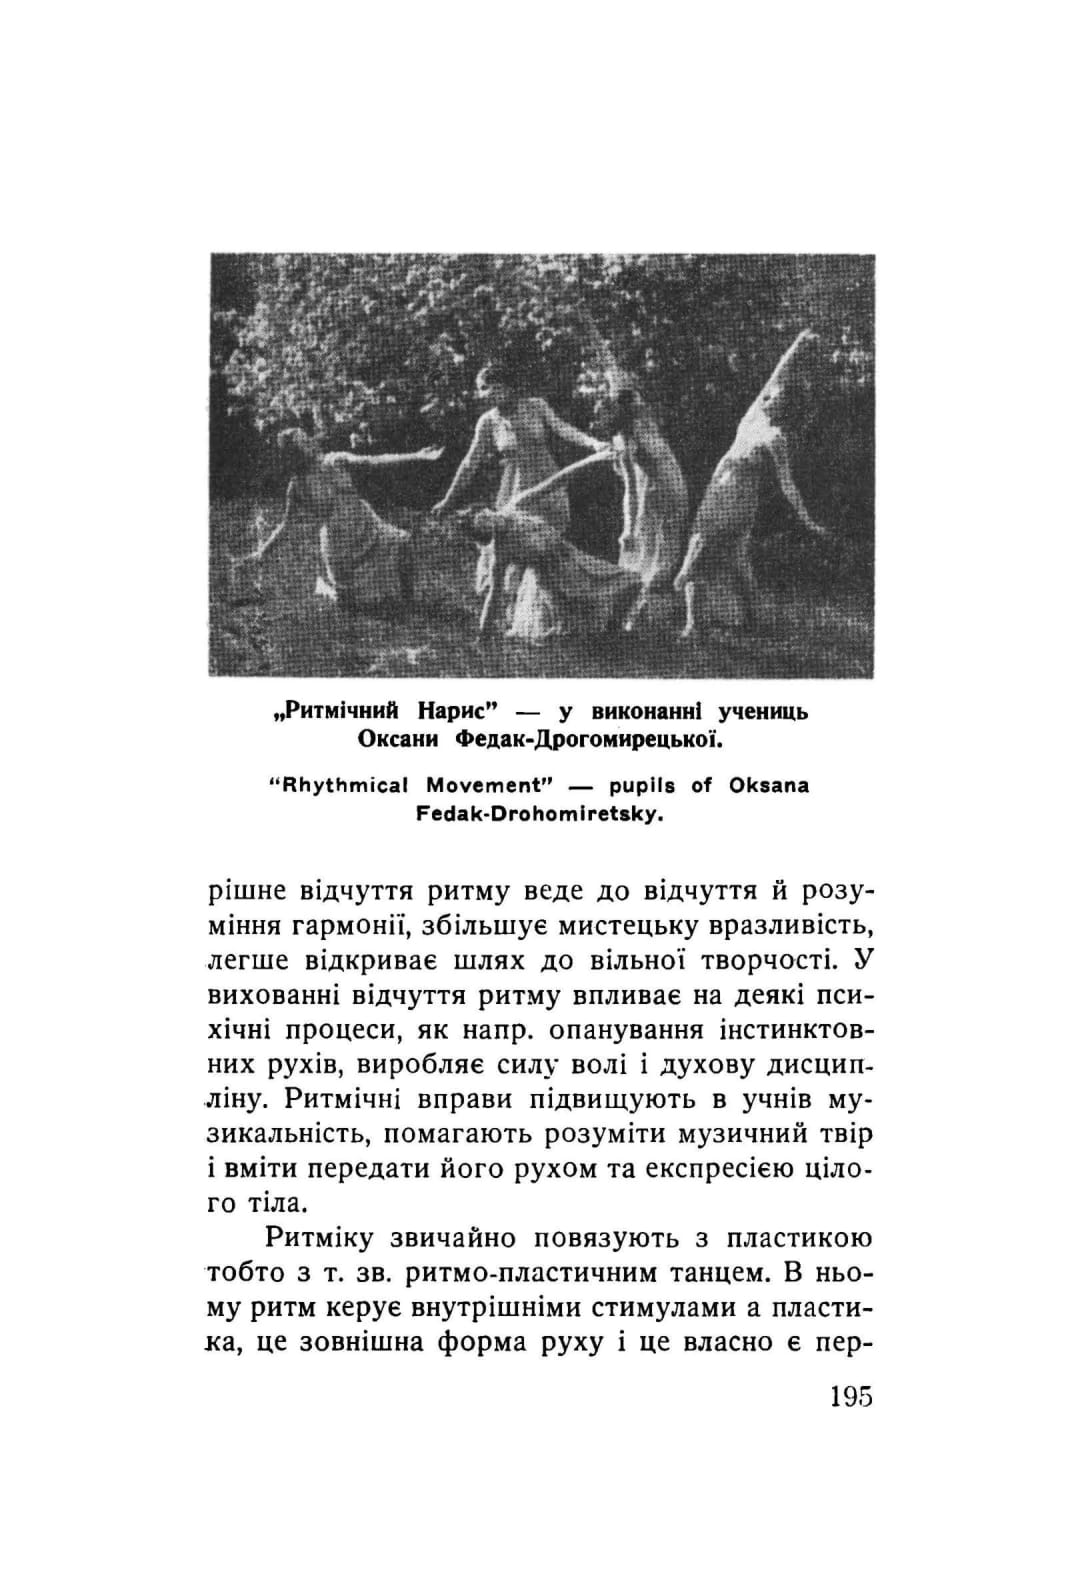 „Ритмічний Нарис” — у виконанні учениць
Оксани Федак-Дрогомирецької.
“Rhythmical Movement” — pupils of Oksana
Fedak-Drohomiretsky.
рішне відчуття ритму веде до відчуття й розу-
міння гармонії, збільшує мистецьку вразливість,
легше відкриває шлях до вільної творчості. У
вихованні відчуття ритму впливає на деякі пси-
хічні процеси, як напр. опанування інстинктов-
них рухів, виробляє силу волі і духову дисцип-
ліну. Ритмічні вправи підвищують в учнів му-
зикальність, помагають розуміти музичний твір
і вміти передати його рухом та експресією ціло-
го тіла.
Ритміку звичайно повязують з пластикою
тобто з т. зв. ритмо-пластичним танцем. В ньо-
му ритм керує внутрішніми стимулами а пласти-
ка, це зовнішна форма руху і це власно є пер-
195